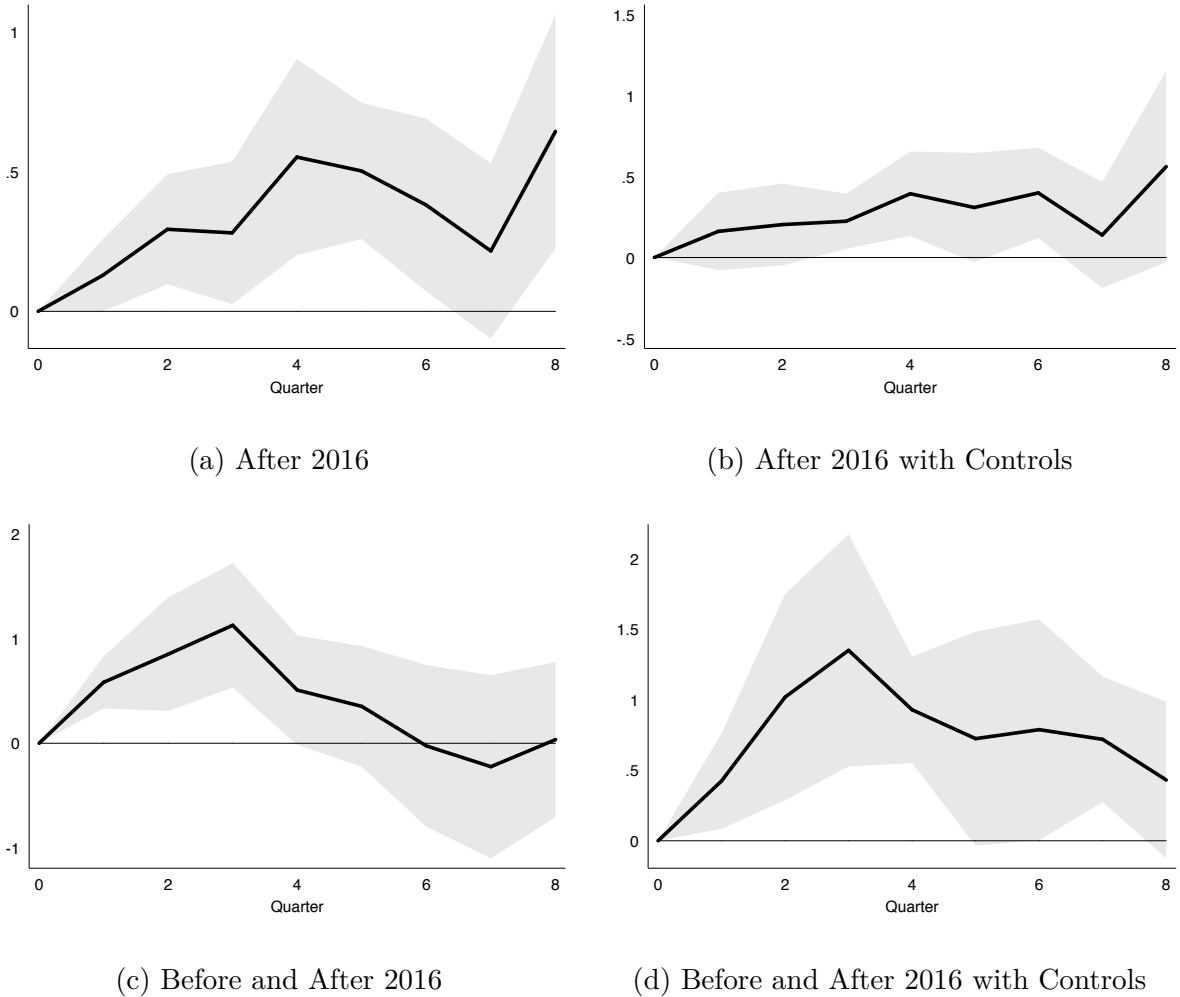 1
.5
0
0 2 4 6 8
Quarter
(a) After 2016
1.5
1
.5
0
-.5
0 2 4 6 8
Quarter
(b) After 2016 with Controls
2
1
0
-1
0 2 4 6 8
Quarter
(c) Before and After 2016
2
1.5
1
.5
0
0 2 4 6 8
Quarter
(d) Before and After 2016 with Controls